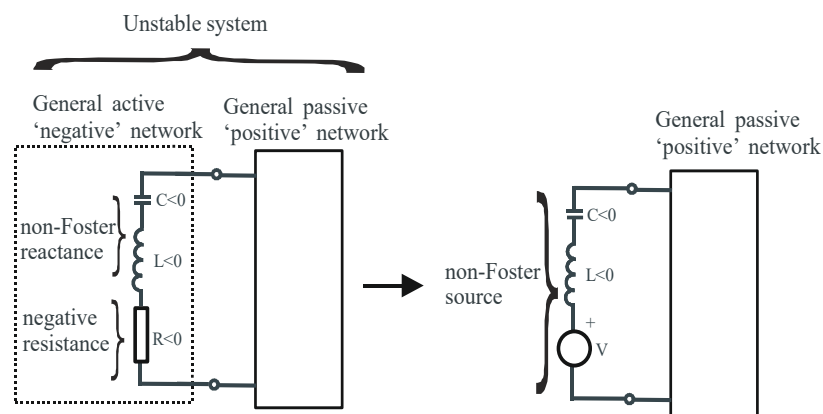 Unstable system
General active
'negative' network
General passive
'positive' network
C<0
non-Foster
reactance
L<0
negative
resistance
R<0
General passive
'positive' network
C<0
non-Foster
source
L<0
+
V